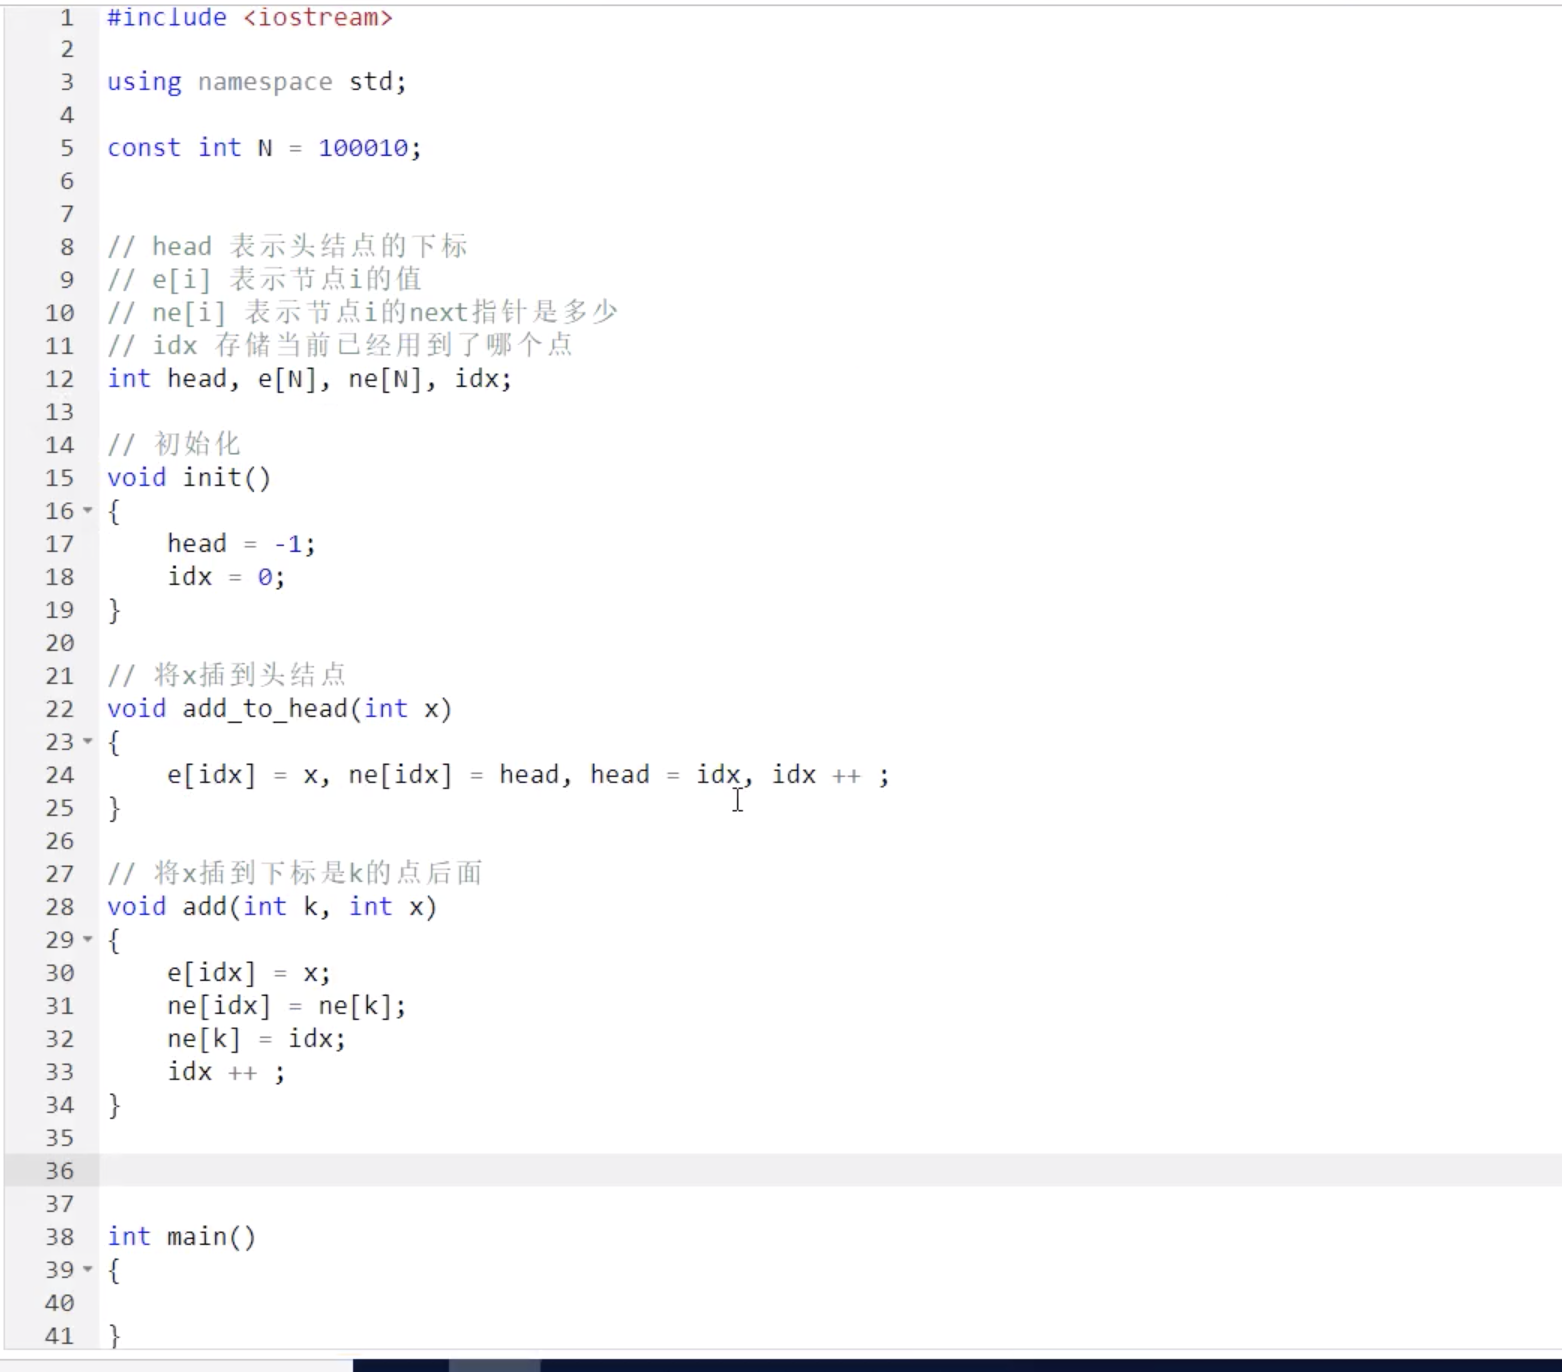 1 #include <iostream>
2
3 using namespace std;
4
5 const int N = 100010;
6
7
8 // head 表示头结点的下标
9 // e[i] 表示节点i的值
10 // ne[i] 表示节点i的next指针是多少
11 // idx 存储当前已经用到了哪个点
12 int head, e[N], ne[N], idx;
13
14 // 初始化
15 void init()
16 {
17     head = -1;
18     idx = 0;
19 }
20
21 // 将x插到头结点
22 void add_to_head(int x)
23 {
24     e[idx] = x, ne[idx] = head, head = idx, idx ++ ;
25 }
26
27 // 将x插到下标是k的点后面
28 void add(int k, int x)
29 {
30     e[idx] = x;
31     ne[idx] = ne[k];
32     ne[k] = idx;
33     idx ++ ;
34 }
35
36
37
38 int main()
39 {
40
41 }